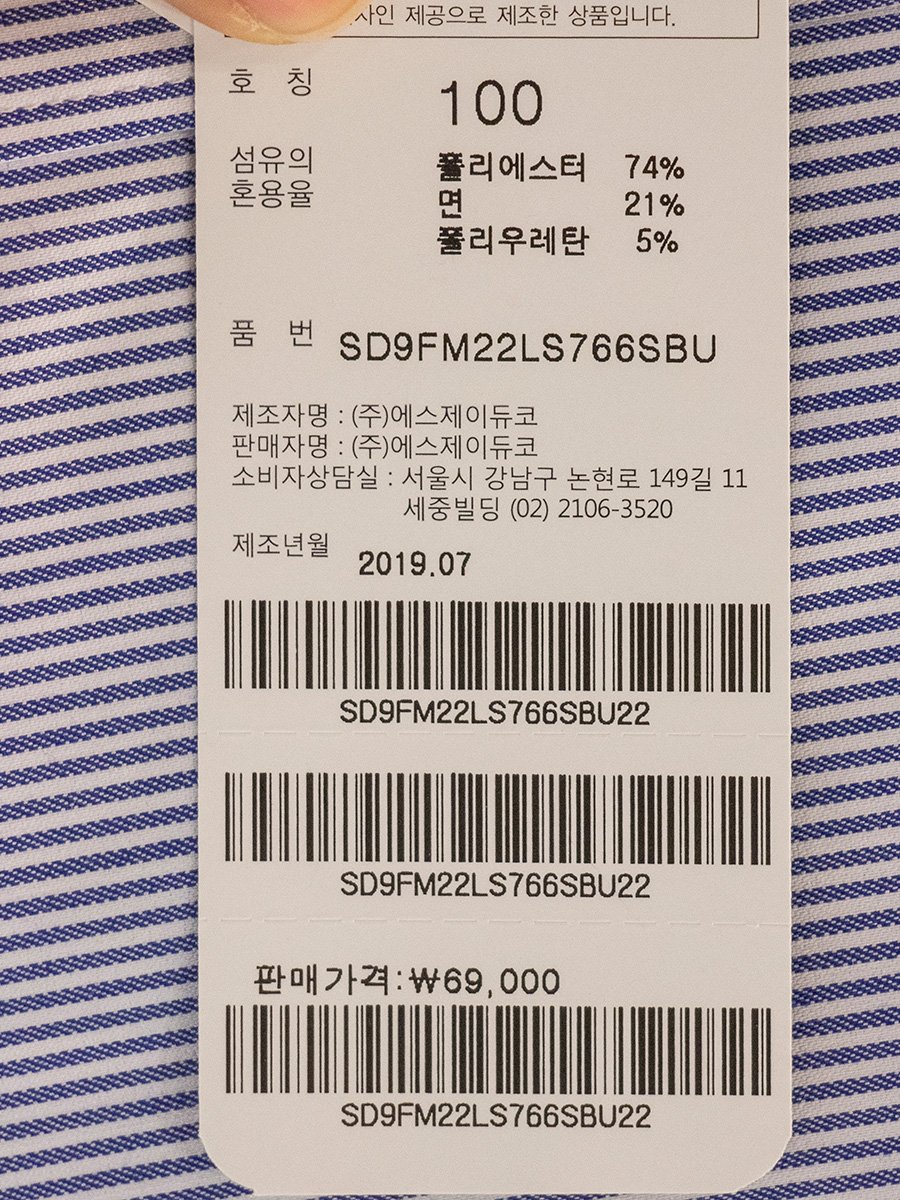 제공으로 제조한 상품입니다.
호 칭 100
섬유의 폴리에스터 74%
혼용율 면 21%
폴리우레탄 5%
품 번 SD9FM22LS766SBU
제조자명 : (주)에스제이듀코
판매자명 : (주)에스제이듀코
소비자상담실 : 서울시 강남구 논현로 149길 11
세중빌딩 (02) 2106-3520
제조년월 2019.07
SD9FM22LS766SBU22
SD9FM22LS766SBU22
판매가격:₩69,000
SD9FM22LS766SBU22